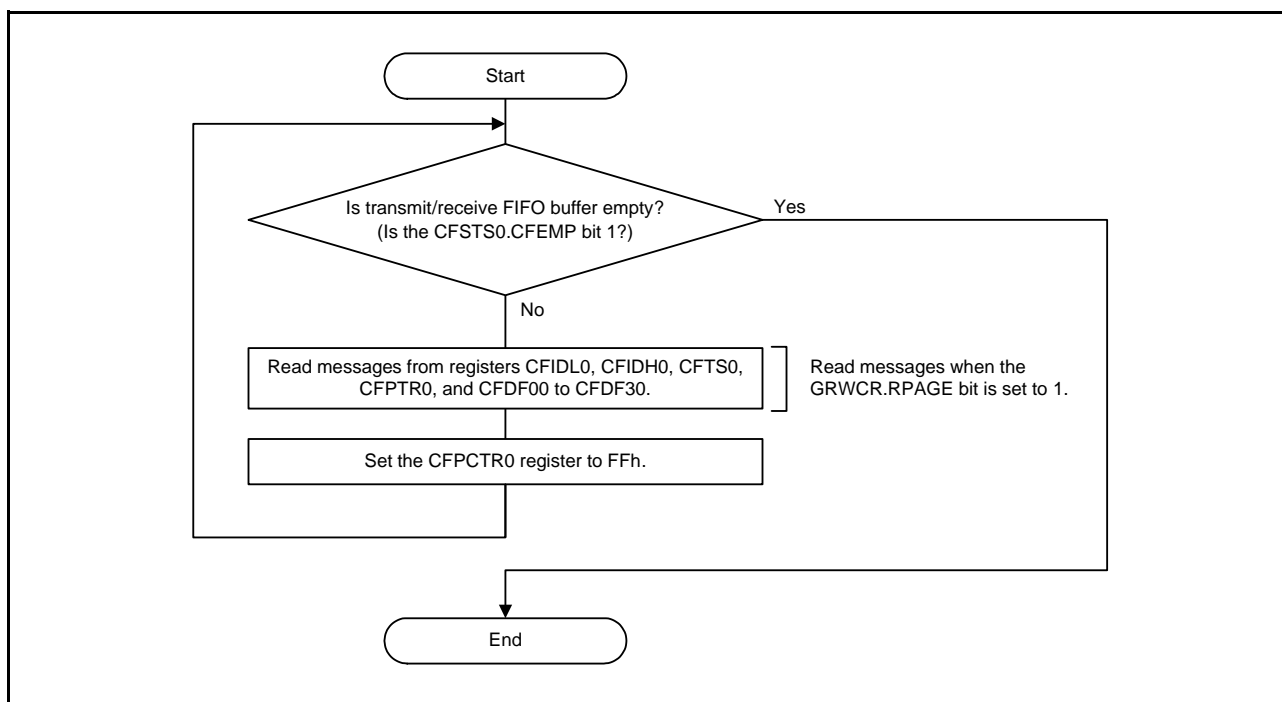 Start
Is transmit/receive FIFO buffer empty?
(Is the CFSTS0.CFEMP bit 1?)
Yes
No
Read messages from registers CFIDL0, CFIDH0, CFTS0,
CFPTR0, and CFDF00 to CFDF30.
Read messages when the
GRWCR.RPAGE bit is set to 1.
Set the CFPCTR0 register to FFh.
End